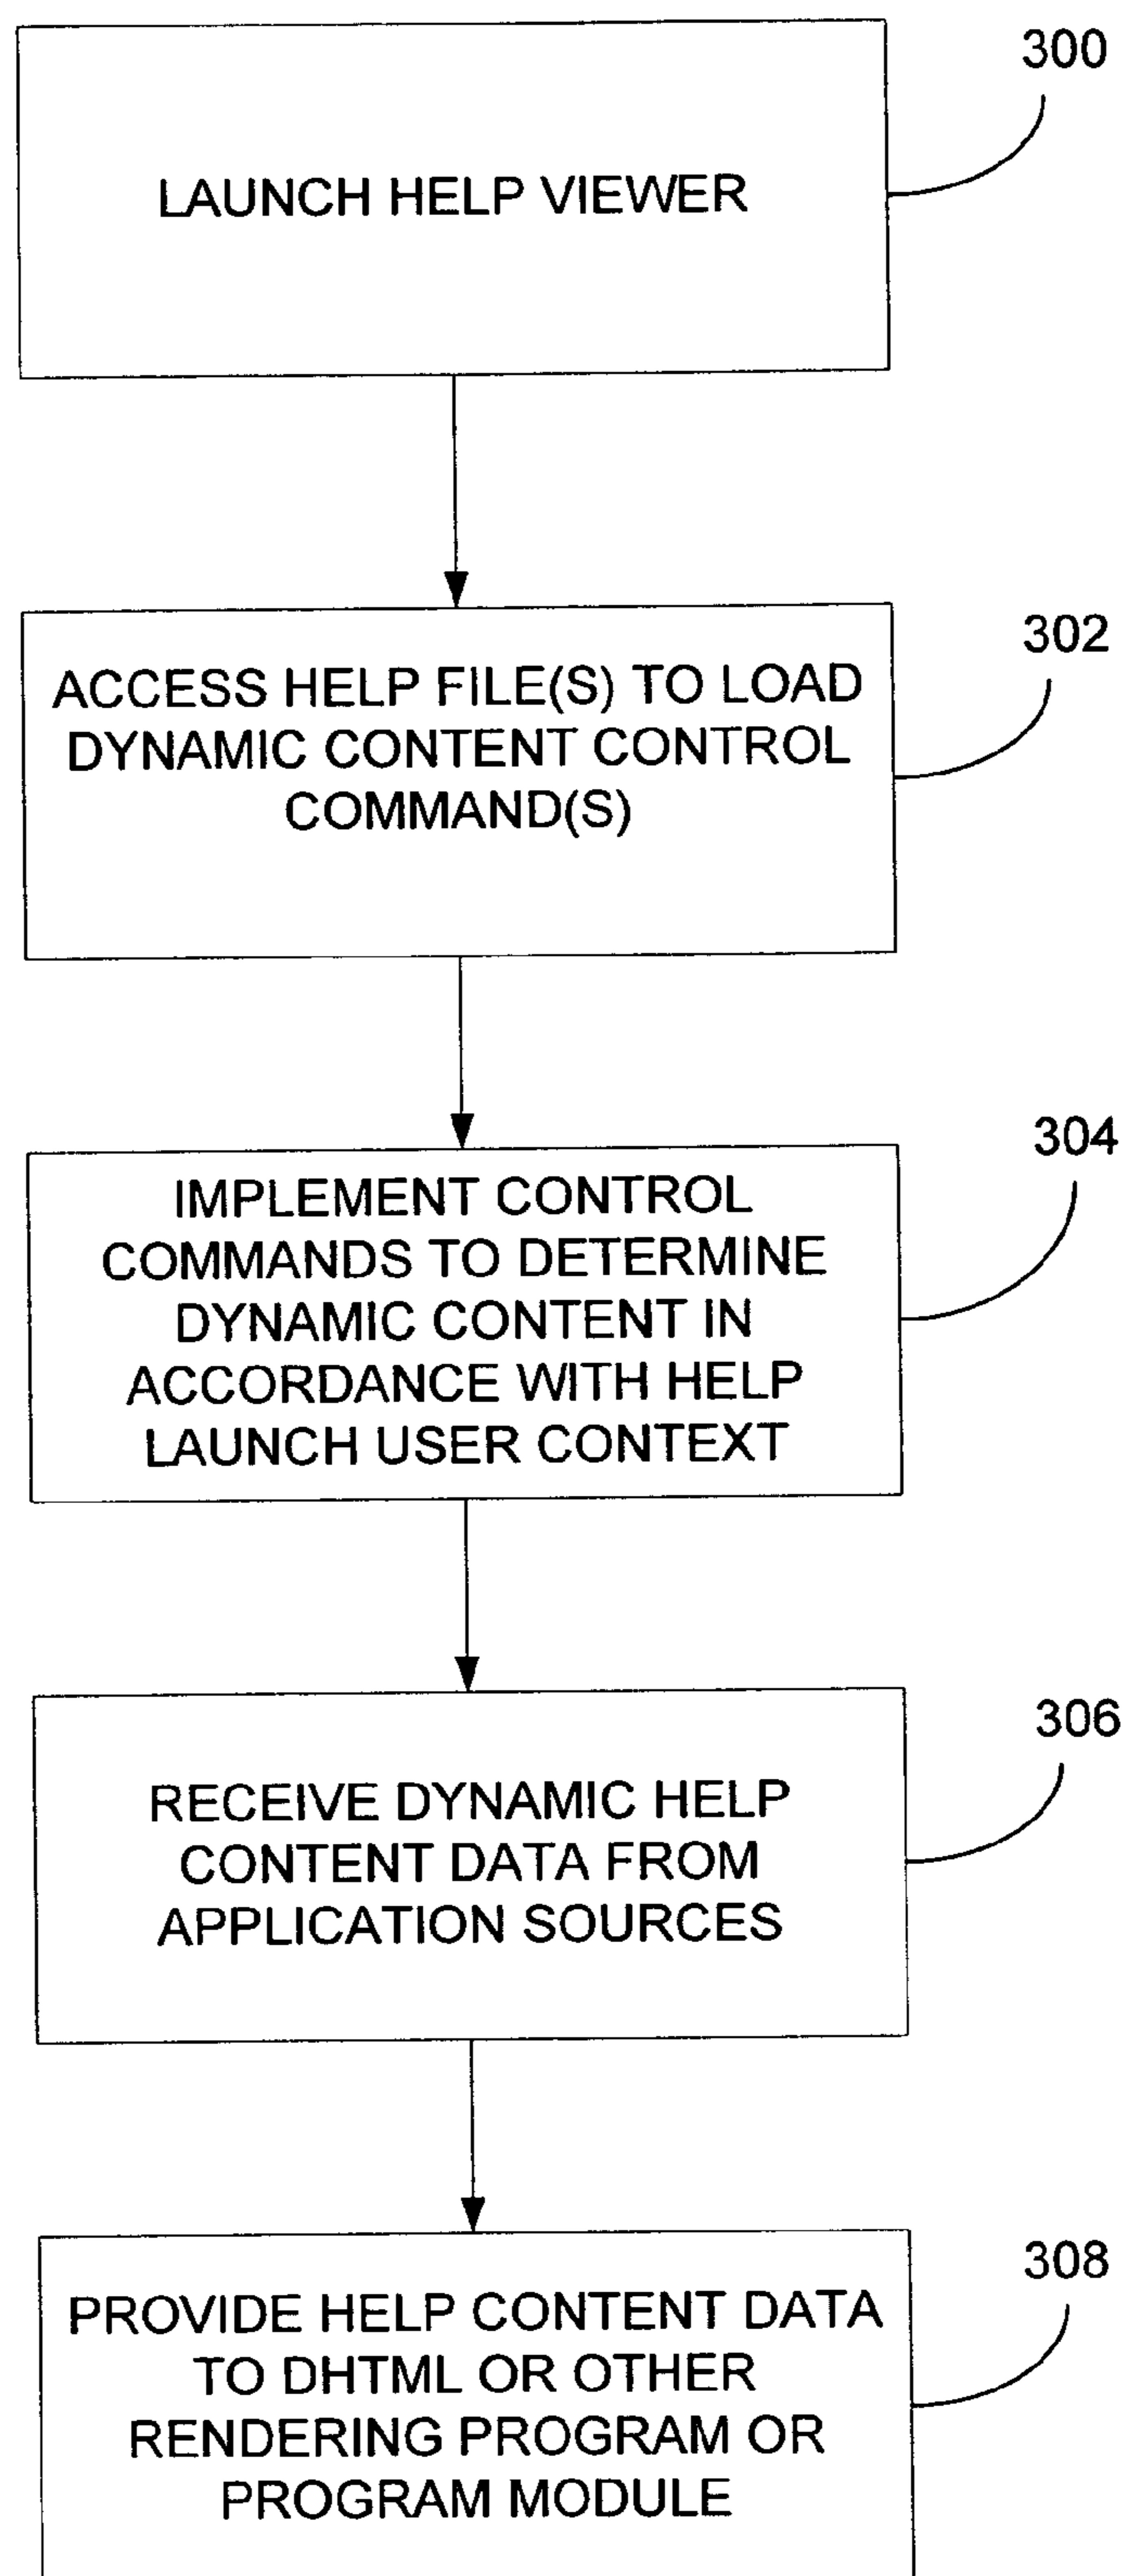 300
LAUNCH HELP VIEWER
302
ACCESS HELP FILE(S) TO LOAD
DYNAMIC CONTENT CONTROL
COMMAND(S)
304
IMPLEMENT CONTROL
COMMANDS TO DETERMINE
DYNAMIC CONTENT IN
ACCORDANCE WITH HELP
LAUNCH USER CONTEXT
306
RECEIVE DYNAMIC HELP
CONTENT DATA FROM
APPLICATION SOURCES
308
PROVIDE HELP CONTENT DATA
TO DHTML OR OTHER
RENDERING PROGRAM OR
PROGRAM MODULE